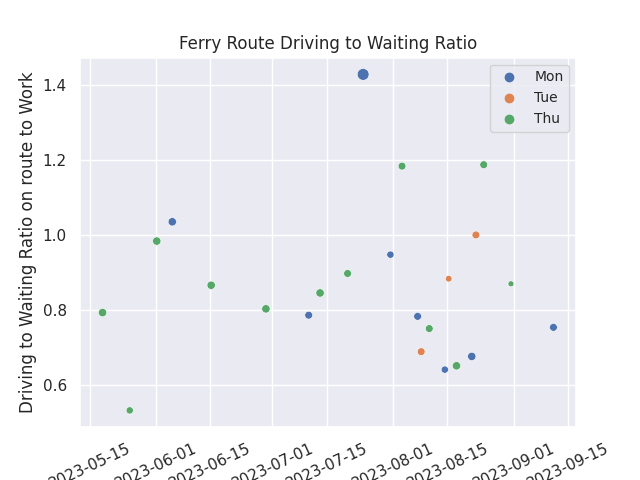 Ferry Route Driving to Waiting Ratio
Driving to Waiting Ratio on route to Work
1.4
1.2
1.0
0.8
0.6
Mon
Tue
Thu
2023-05-15
2023-06-01
2023-06-15
2023-07-01
2023-07-15
2023-08-01
2023-08-15
2023-09-01
2023-09-15